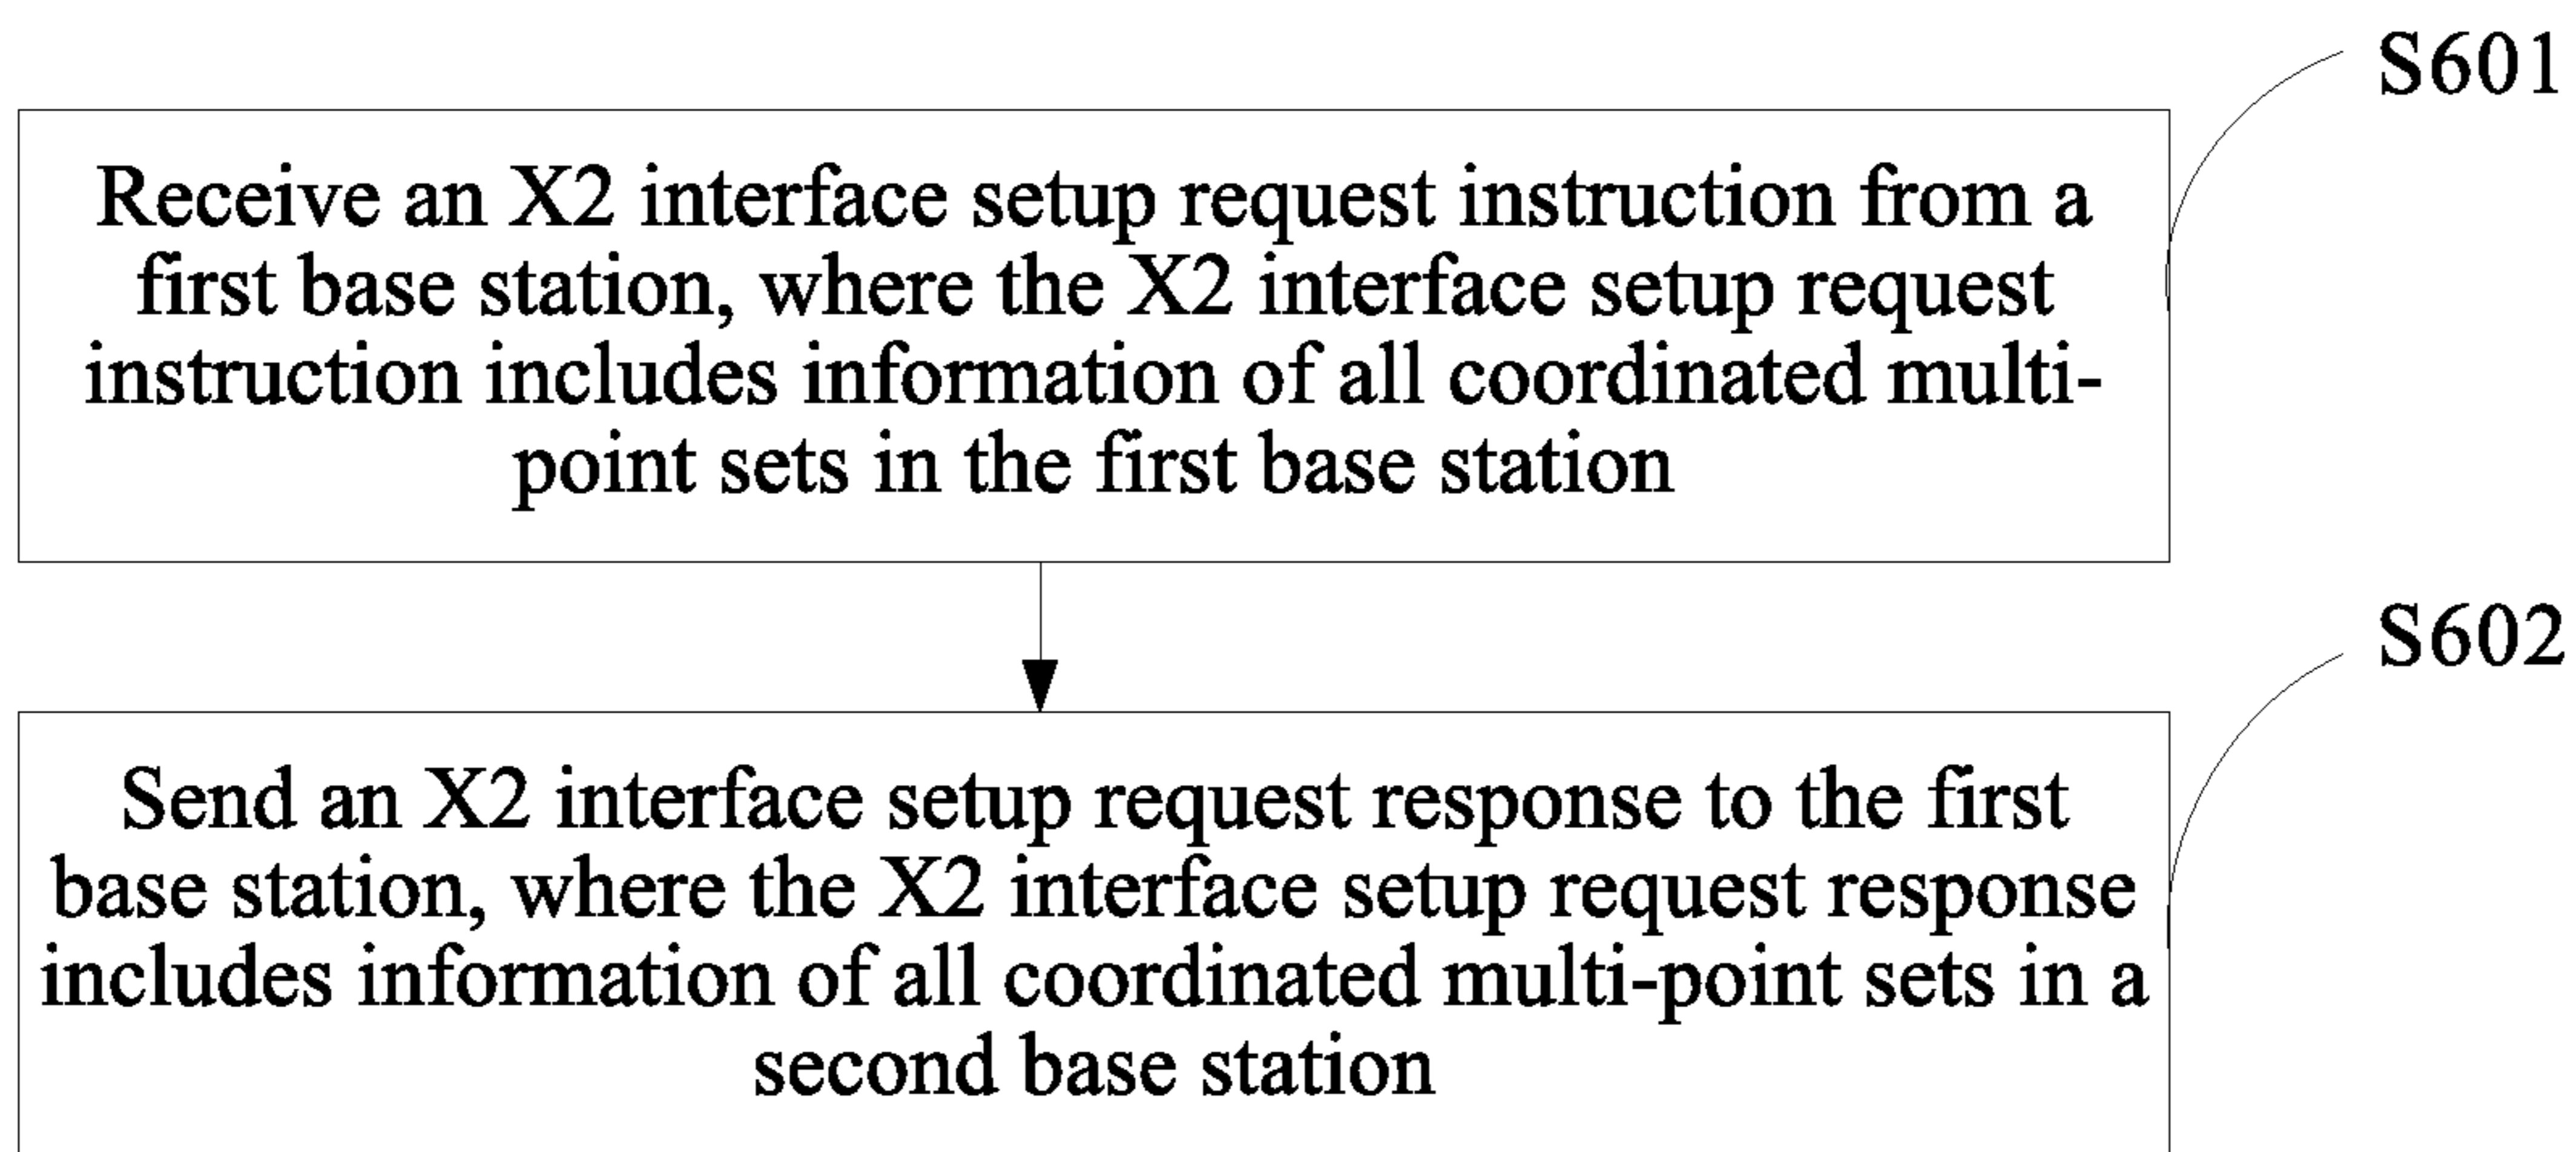 S601
Receive an X2 interface setup request instruction from a
first base station, where the X2 interface setup request
instruction includes information of all coordinated multi-
point sets in the first base station
S602
Send an X2 interface setup request response to the first
base station, where the X2 interface setup request response
includes information of all coordinated multi-point sets in a
second base station